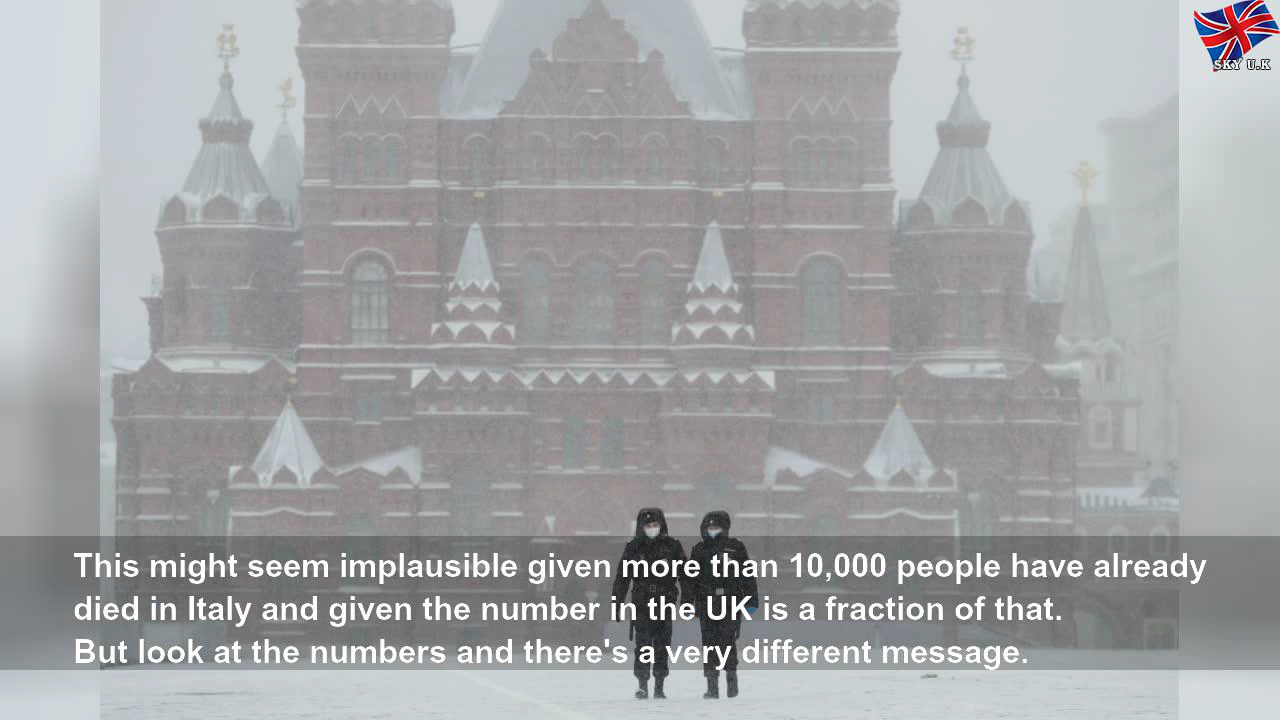 SKY U.K
This might seem implausible given more than 10,000 people have already
died in Italy and given the number in the UK is a fraction of that.
But look at the numbers and there's a very different message.